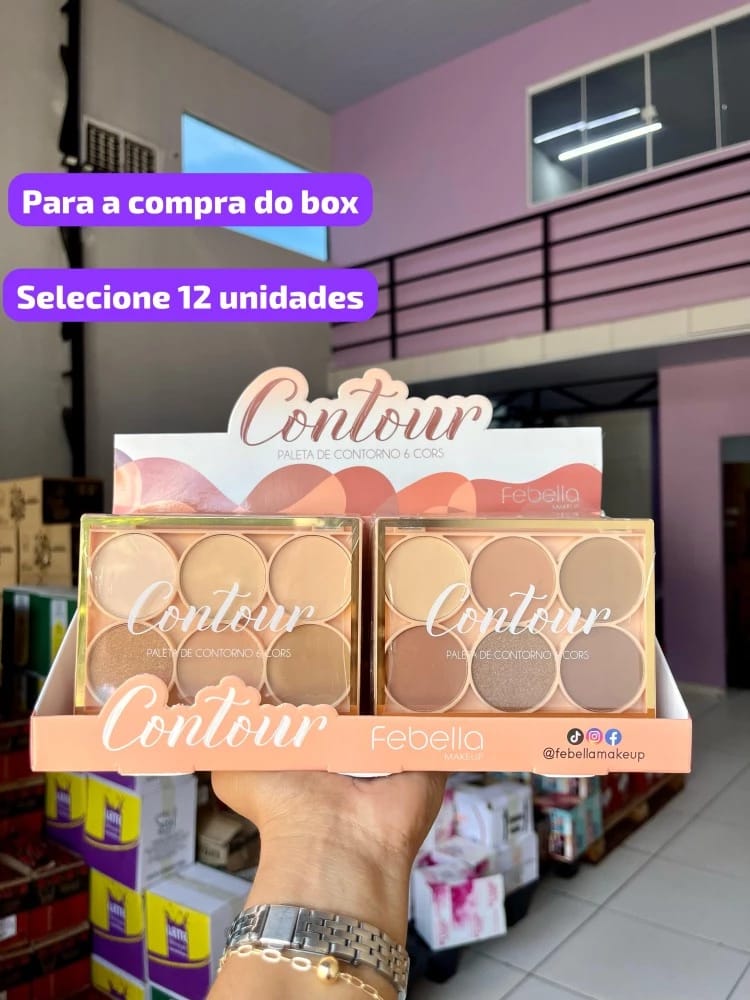 Para a compra do box
Selecione 12 unidades
Contour
PALETA DE CONTORNO 6 CORS
Febella
MAKEUP
Contour
PALETA DE CONTORNO 6 CORS
Contour
PALETA DE CONTORNO 6 CORS
Contour
Febella
MAKEUP
@febellamakeup